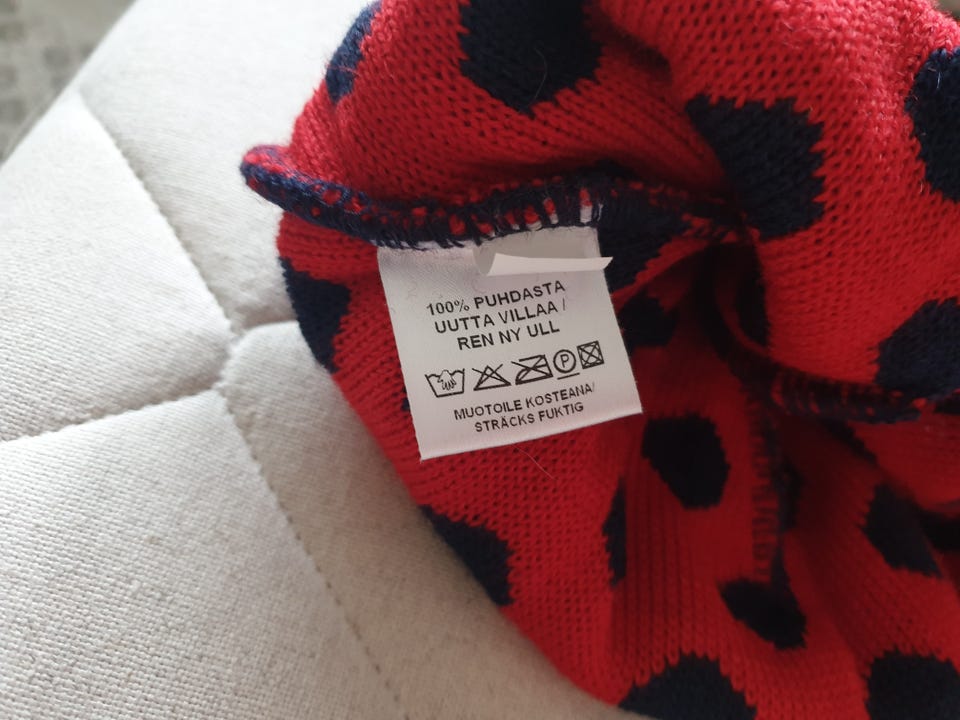 100% PUHDASTA
UUTTA VILLAA /
REN NY ULL
P
MUOTOILE KOSTEANA/
STRÄCKS FUKTIG